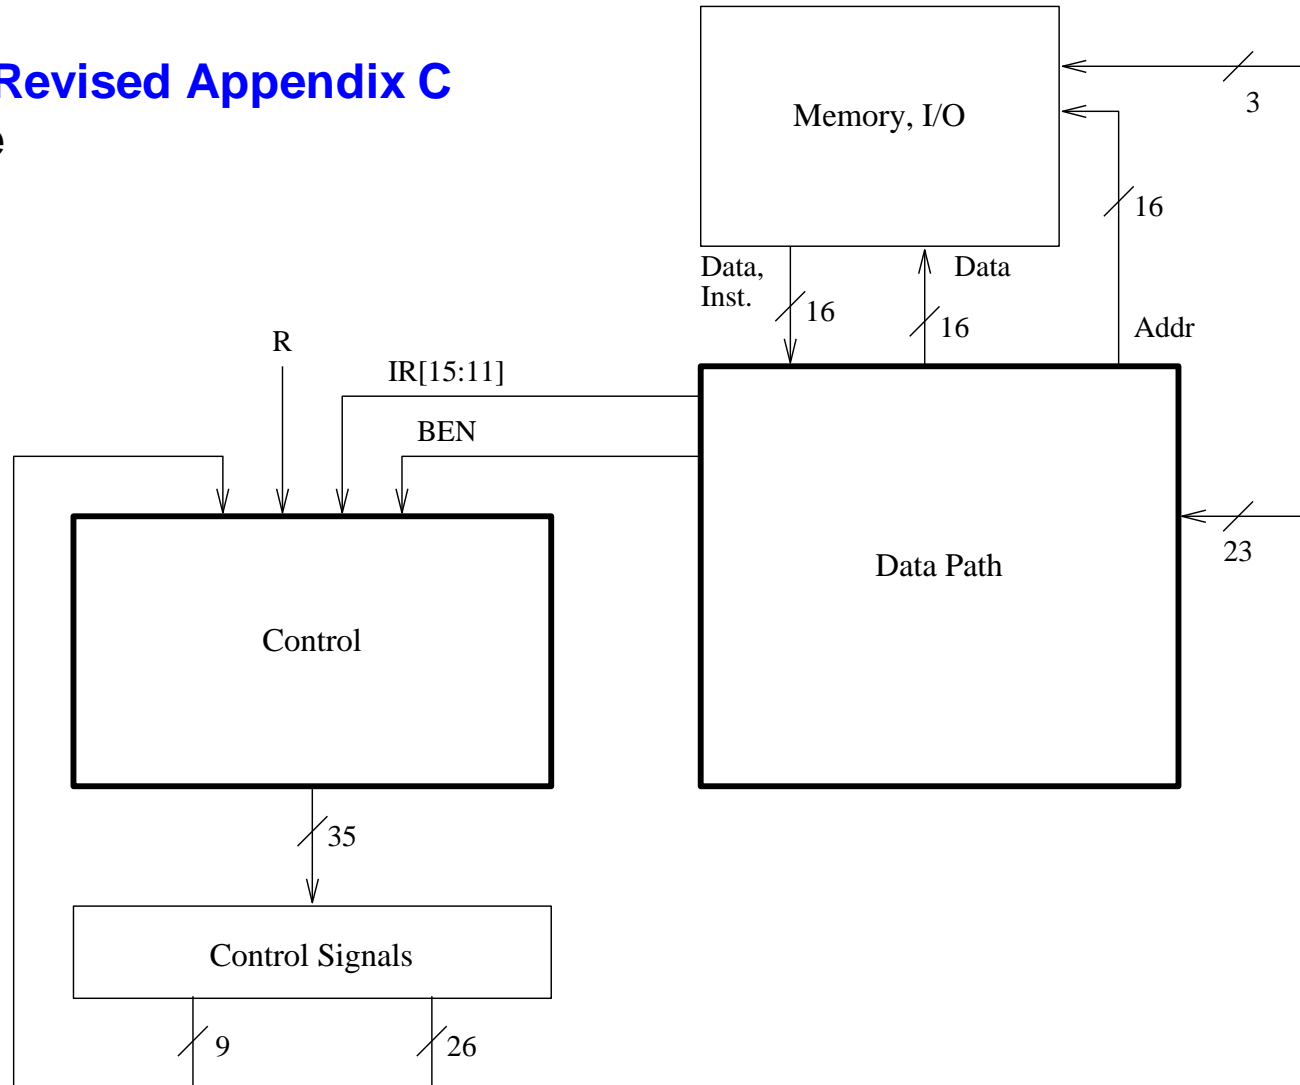 Revised Appendix C
e
Memory, I/O
3
16
Data,
Inst.
16
Data
16
Addr
R
IR[15:11]
BEN
Control
Data Path
23
35
Control Signals
9
26